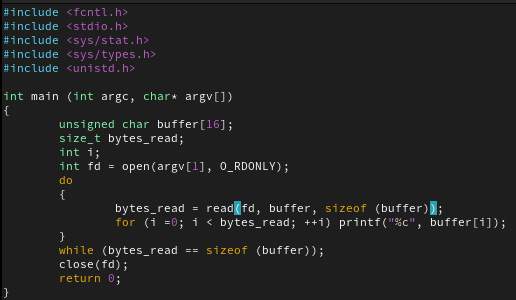 #include <fcntl.h>
#include <stdio.h>
#include <sys/stat.h>
#include <sys/types.h>
#include <unistd.h>

int main (int argc, char* argv[])
{
        unsigned char buffer[16];
        size_t bytes_read;
        int i;
        int fd = open(argv[1], O_RDONLY);
        do
        {
                bytes_read = read(fd, buffer, sizeof (buffer));
                for (i =0; i < bytes_read; ++i) printf("%c", buffer[i]);
        }
        while (bytes_read == sizeof (buffer));
        close(fd);
        return 0;
}